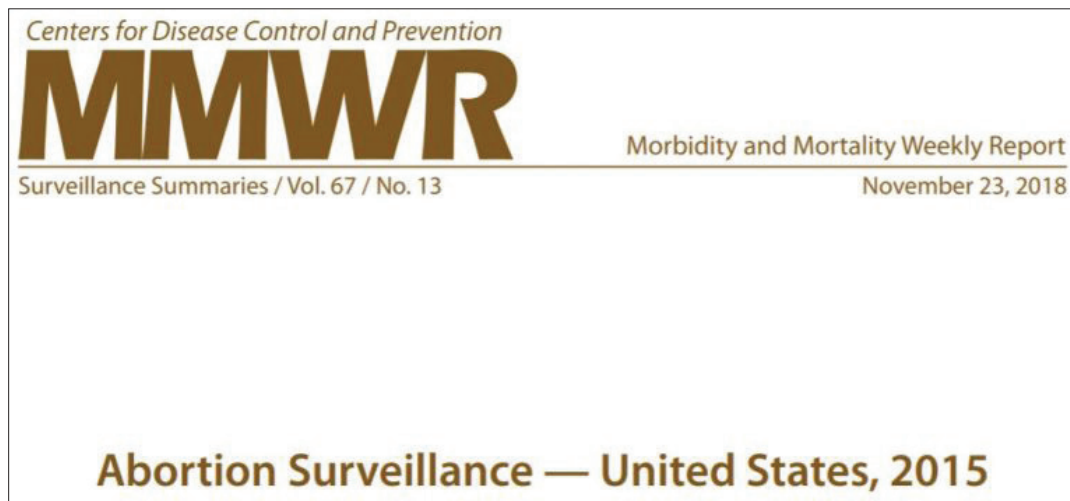 Centers for Disease Control and Prevention
MMWR
Morbidity and Mortality Weekly Report
Surveillance Summaries / Vol. 67 / No. 13
November 23, 2018
Abortion Surveillance — United States, 2015